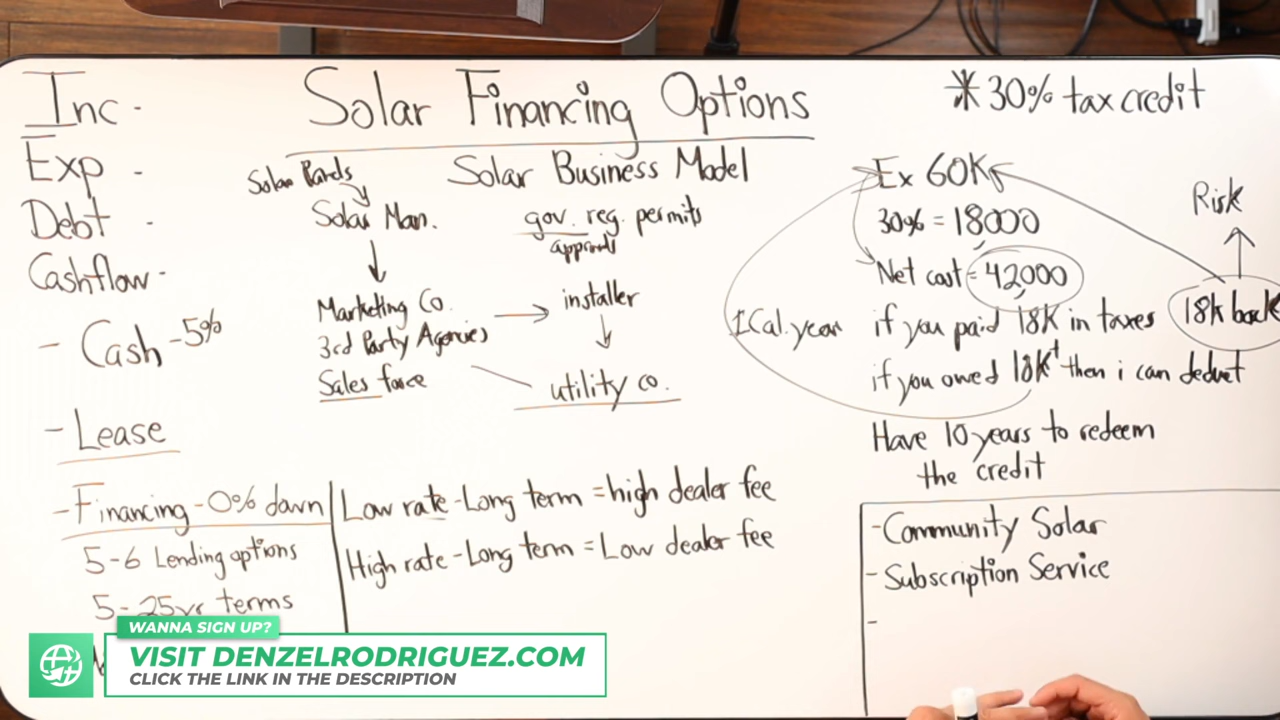 Inc -
Exp -
Debt -
Cashflow -
- Cash -5%
- Lease
- Financing - 0% down
5-6 Lending options
5-25yr terms
Solar Financing Options
Solar Business Model
Solar Man.
gov. reg. permits
Marketing Co.
3rd Party Agencies
Sales force
installer
utility co.
Low rate - Long term = high dealer fee
High rate - Long term = Low dealer fee
* 30% tax credit
Ex 60K
30% = 18000
Net cost = 42,000
1 Cal. year
if you paid 18K in taxes
18k back
Risk
if you owed 18K+ then i can deduct
Have 10 years to redeem
the credit
- Community Solar
- Subscription Service
-
WANNA SIGN UP?
VISIT DENZELRODRIGUEZ.COM
CLICK THE LINK IN THE DESCRIPTION